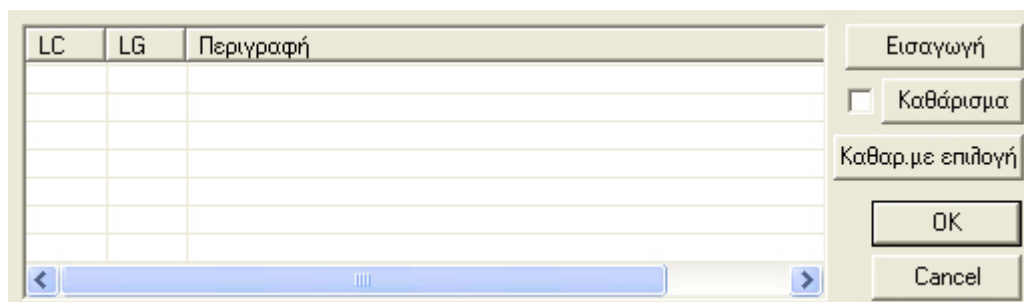 LC LG Περιγραφή
Εισαγωγή
Καθάρισμα
Καθαρ.με επιλογή
OK
Cancel